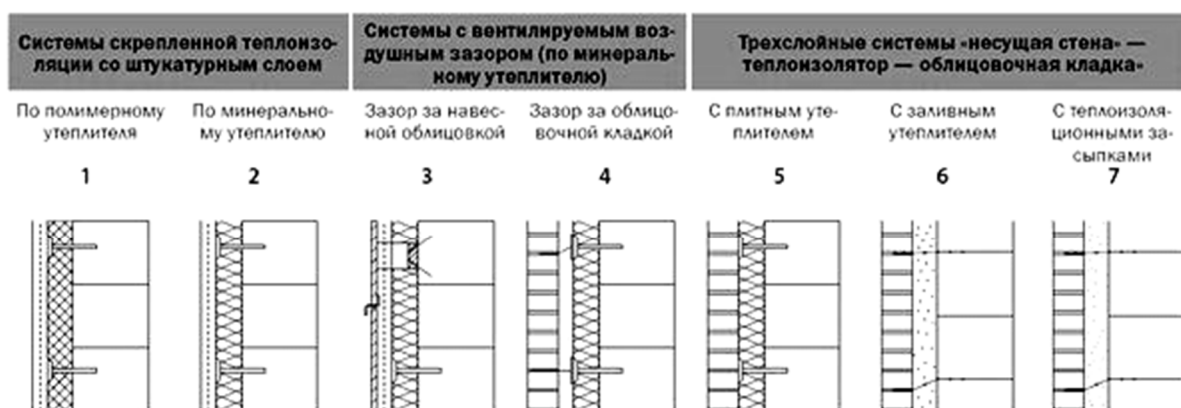 Системы скрепленной теплоизо-
ляции со штукатурным слоем
Системы с вентилируемым воз-
душным зазором (по минераль-
ному утеплителю)
Трехслойные системы «несущая стена» —
теплоизолятор — облицовочная кладка»
По полимерному
утеплителя
По минерально-
му утеплителю
Зазор за навес-
ной облицовкой
Зазор за облицо-
вочной кладкой
С плитным уте-
плителем
С заливным
утеплителем
С теплоизоля-
ционными за-
сыпками
1
2
3
4
5
6
7